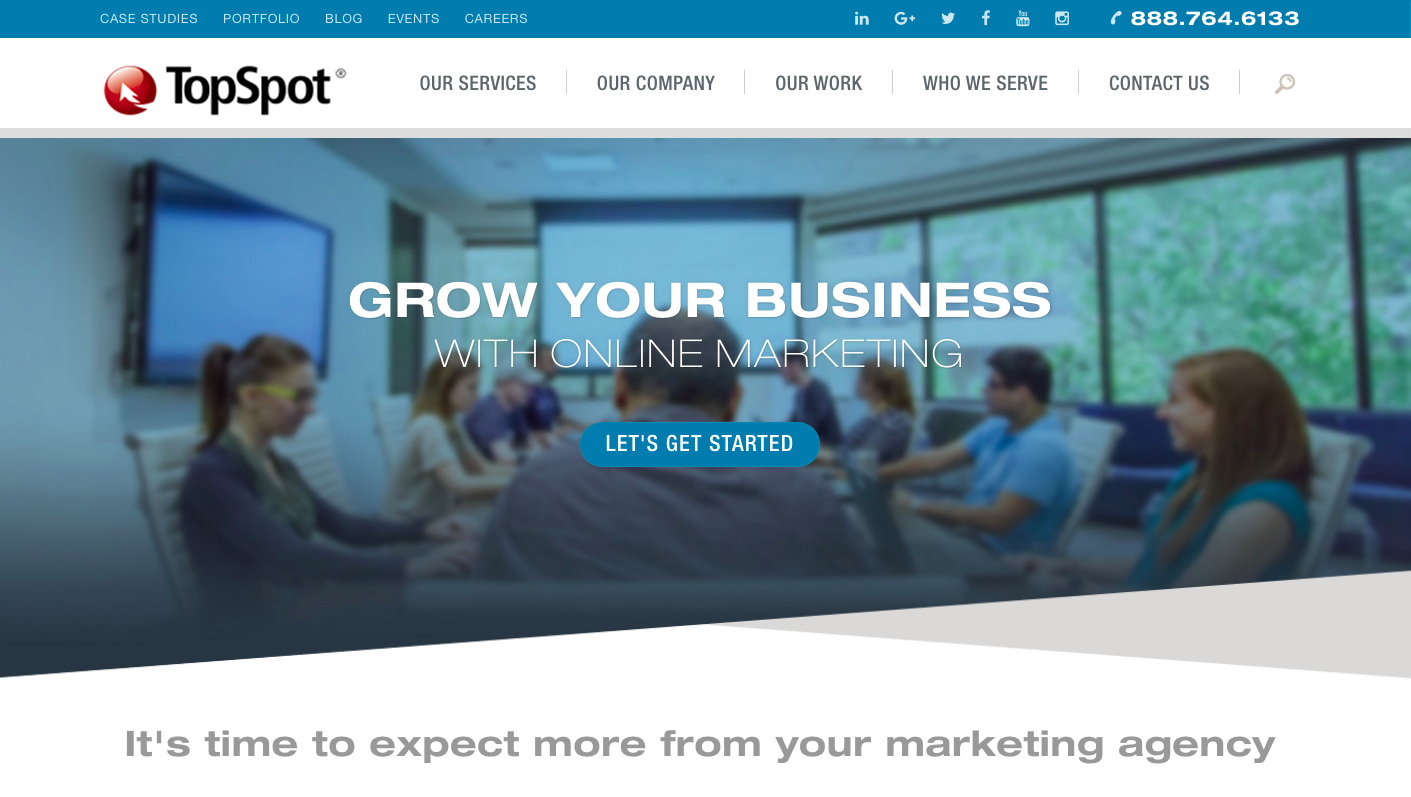 CASE STUDIES PORTFOLIO BLOG EVENTS CAREERS 888.764.6133
TopSpot®
OUR SERVICES OUR COMPANY OUR WORK WHO WE SERVE CONTACT US
GROW YOUR BUSINESS
WITH ONLINE MARKETING
LET'S GET STARTED
It's time to expect more from your marketing agency